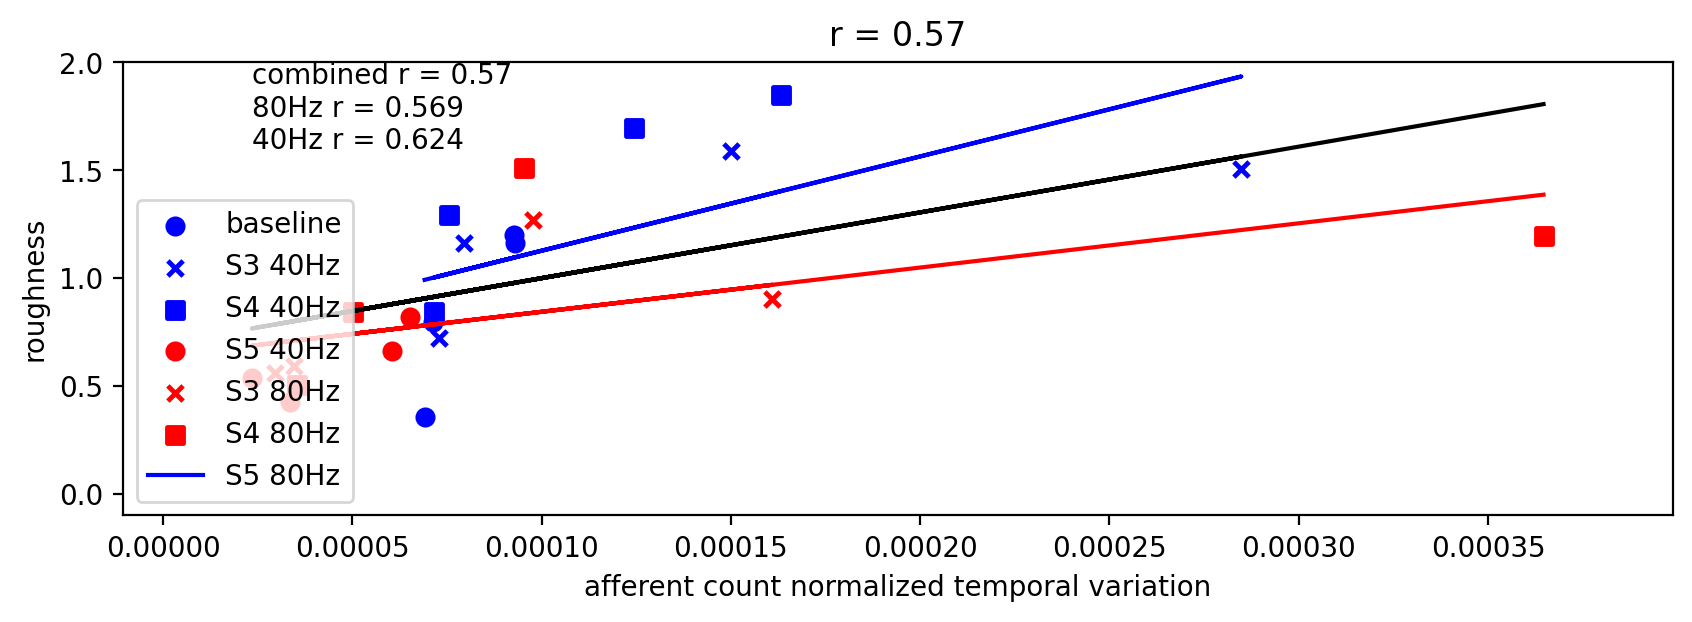 r = 0.57
combined r = 0.57
80Hz r = 0.569
40Hz r = 0.624
2.0
1.5
1.0
0.5
0.0
roughness
baseline
S3 40Hz
S4 40Hz
S5 40Hz
S3 80Hz
S4 80Hz
S5 80Hz
0.00000 0.00005 0.00010 0.00015 0.00020 0.00025 0.00030 0.00035
afferent count normalized temporal variation